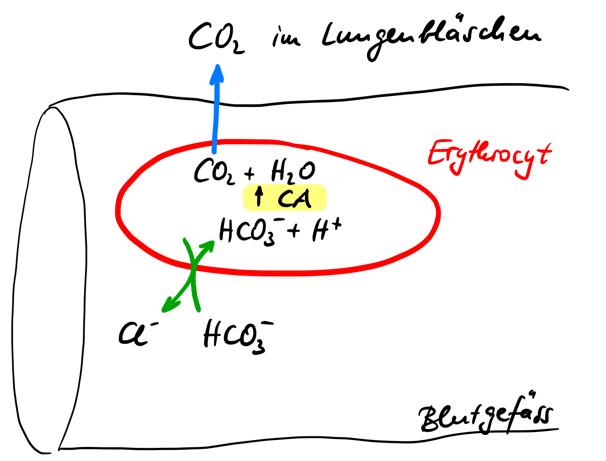 CO₂ im Lungenbläschen
Erythrocyt
CO₂ + H₂O
↑ CA
HCO₃⁻ + H⁺
Cl⁻ HCO₃⁻
Blutgefäss